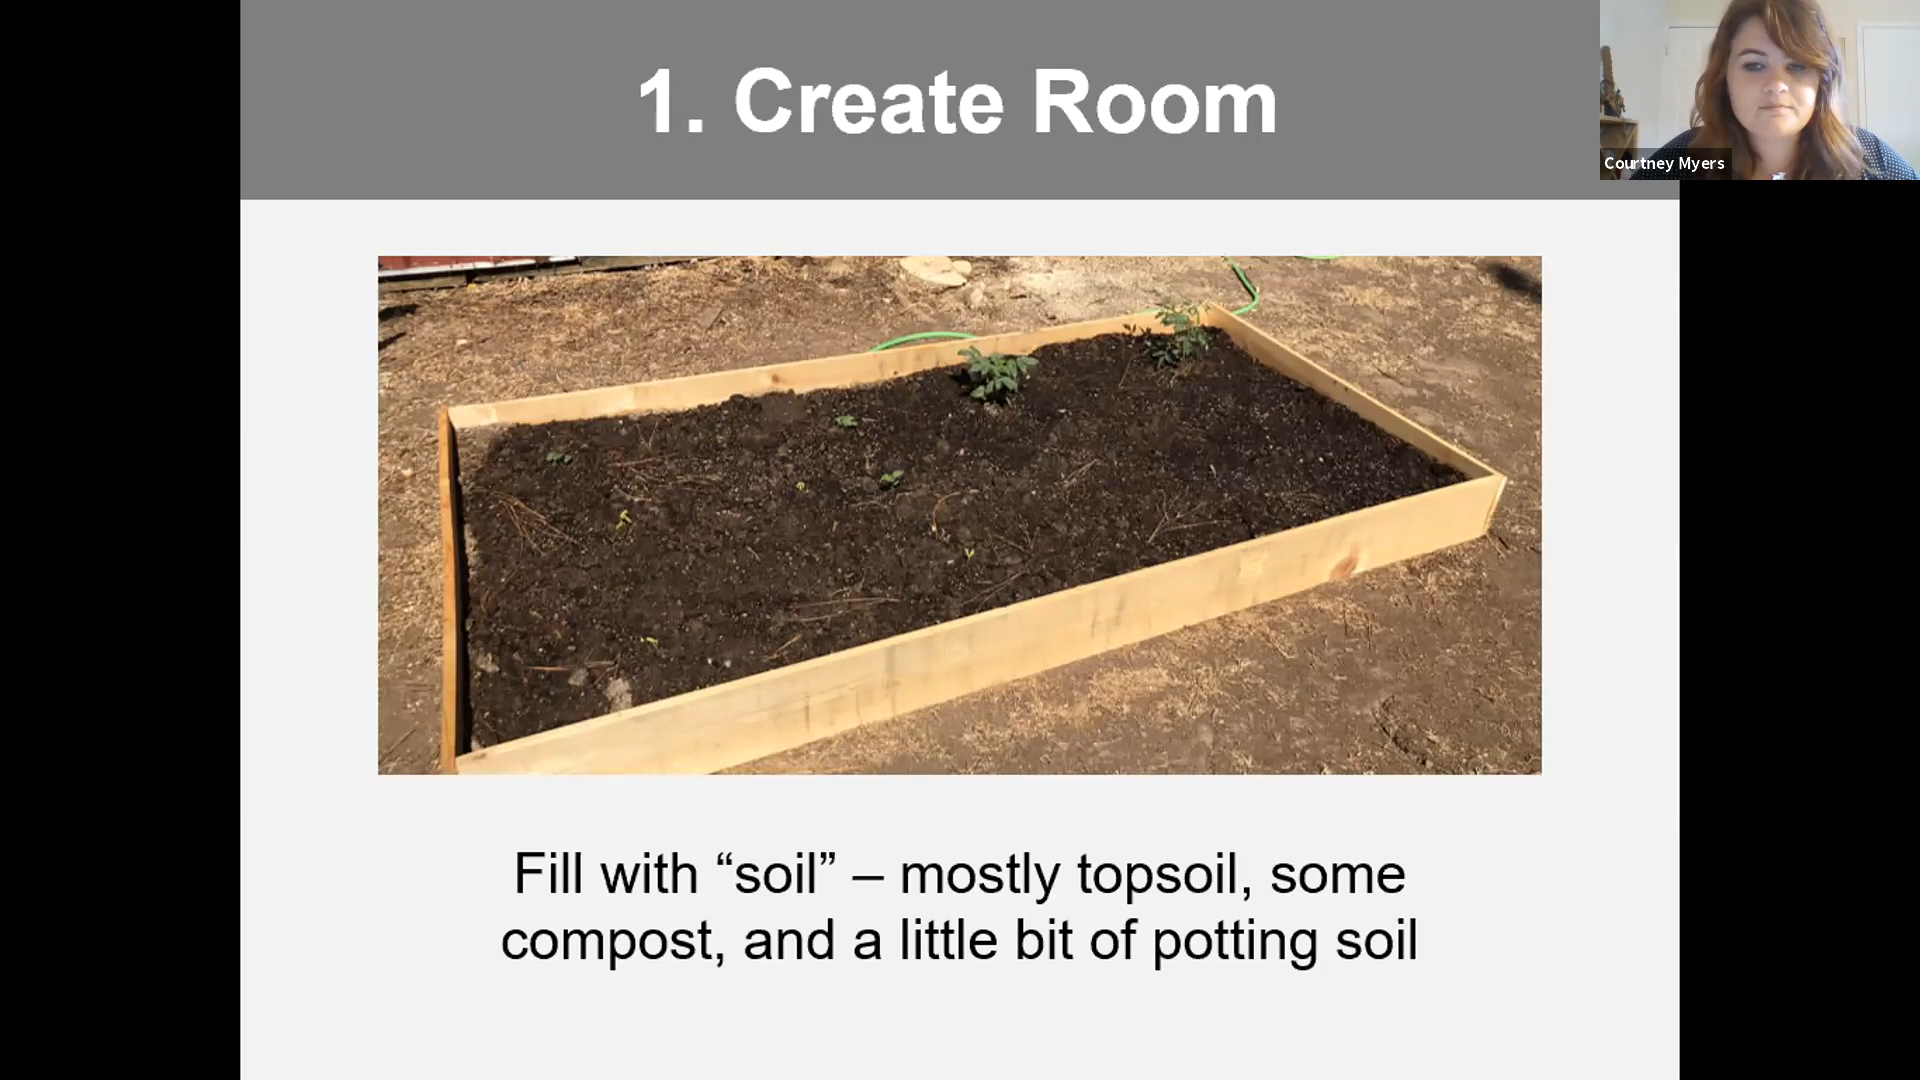 1. Create Room
Courtney Myers
Fill with “soil” – mostly topsoil, some
compost, and a little bit of potting soil